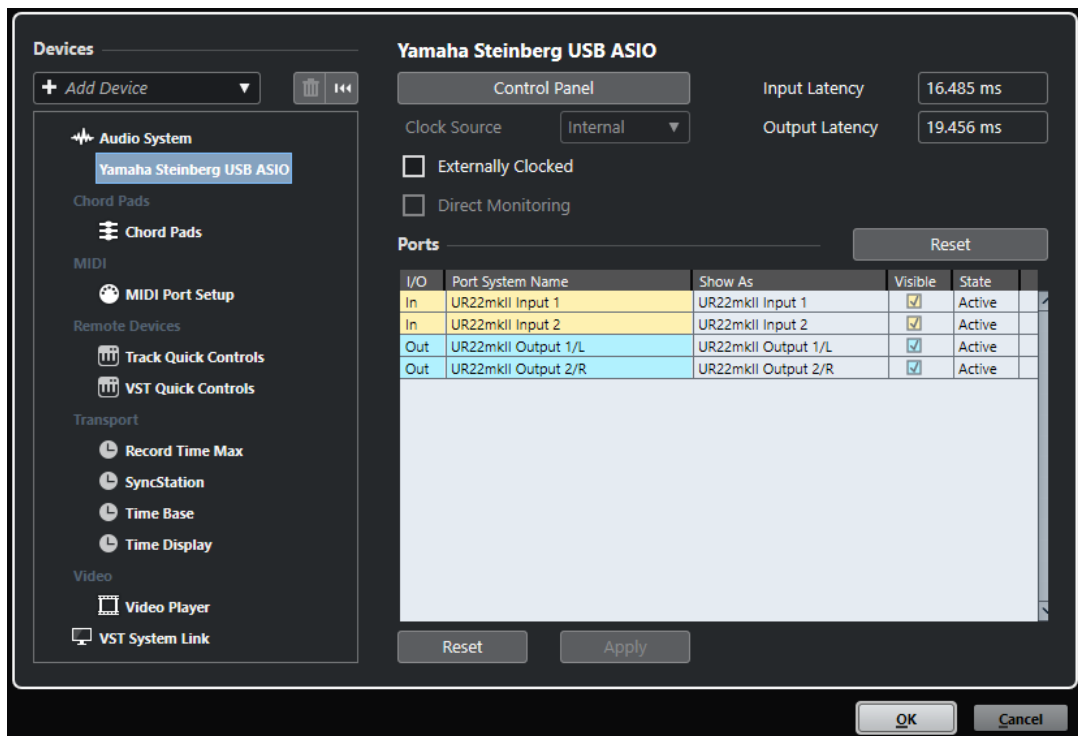 Devices
+ Add Device
Audio System
Yamaha Steinberg USB ASIO
Chord Pads
Chord Pads
MIDI
MIDI Port Setup
Remote Devices
Track Quick Controls
VST Quick Controls
Transport
Record Time Max
SyncStation
Time Base
Time Display
Video
Video Player
VST System Link
Yamaha Steinberg USB ASIO
Control Panel
Input Latency 16.485 ms
Clock Source Internal
Output Latency 19.456 ms
Externally Clocked
Direct Monitoring
Ports
Reset
I/O Port System Name Show As Visible State
In UR22mkII Input 1 UR22mkII Input 1 Active
In UR22mkII Input 2 UR22mkII Input 2 Active
Out UR22mkII Output 1/L UR22mkII Output 1/L Active
Out UR22mkII Output 2/R UR22mkII Output 2/R Active
Reset Apply
OK Cancel